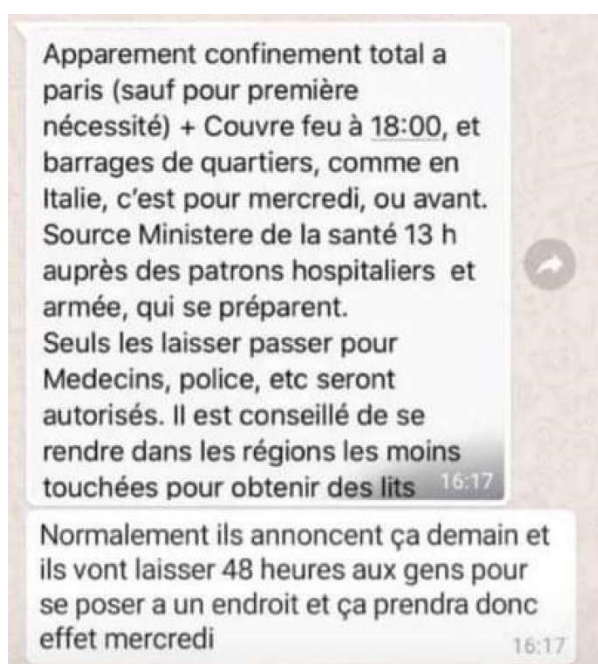 Apparement confinement total a
paris (sauf pour première
nécessité) + Couvre feu à 18:00, et
barrages de quartiers, comme en
Italie, c'est pour mercredi, ou avant.
Source Ministere de la santé 13 h
auprès des patrons hospitaliers et
armée, qui se préparent.
Seuls les laisser passer pour
Medecins, police, etc seront
autorisés. Il est conseillé de se
rendre dans les régions les moins
touchées pour obtenir des lits 16:17
Normalement ils annoncent ça demain et
ils vont laisser 48 heures aux gens pour
se poser a un endroit et ça prendra donc
effet mercredi 16:17